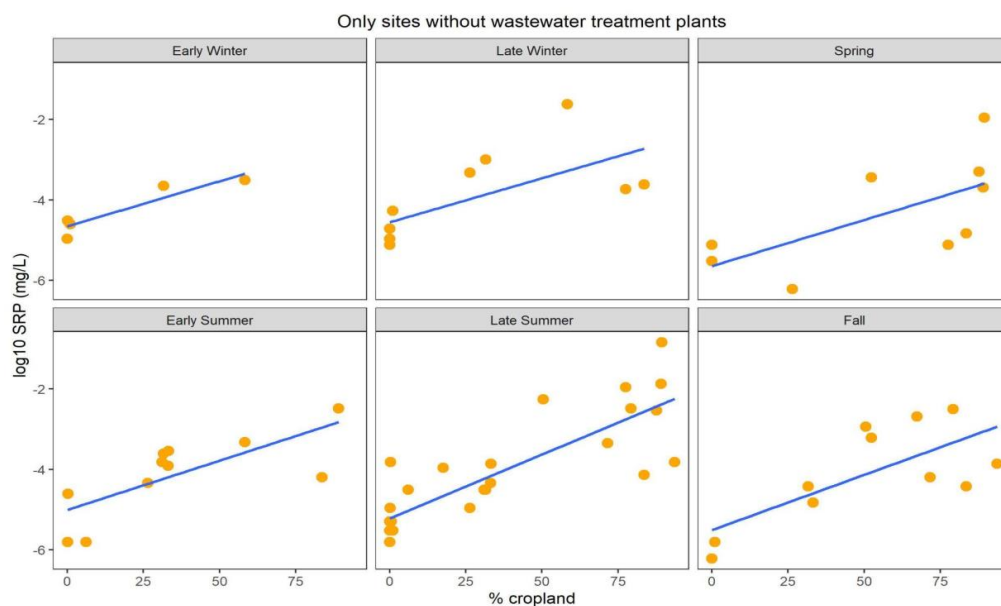 Only sites without wastewater treatment plants
Early Winter
Late Winter
Spring
-2
-4
-6
Early Summer
Late Summer
Fall
-2
-4
-6
0
25
50
75
0
25
50
75
0
25
50
75
log10 SRP (mg/L)
% cropland